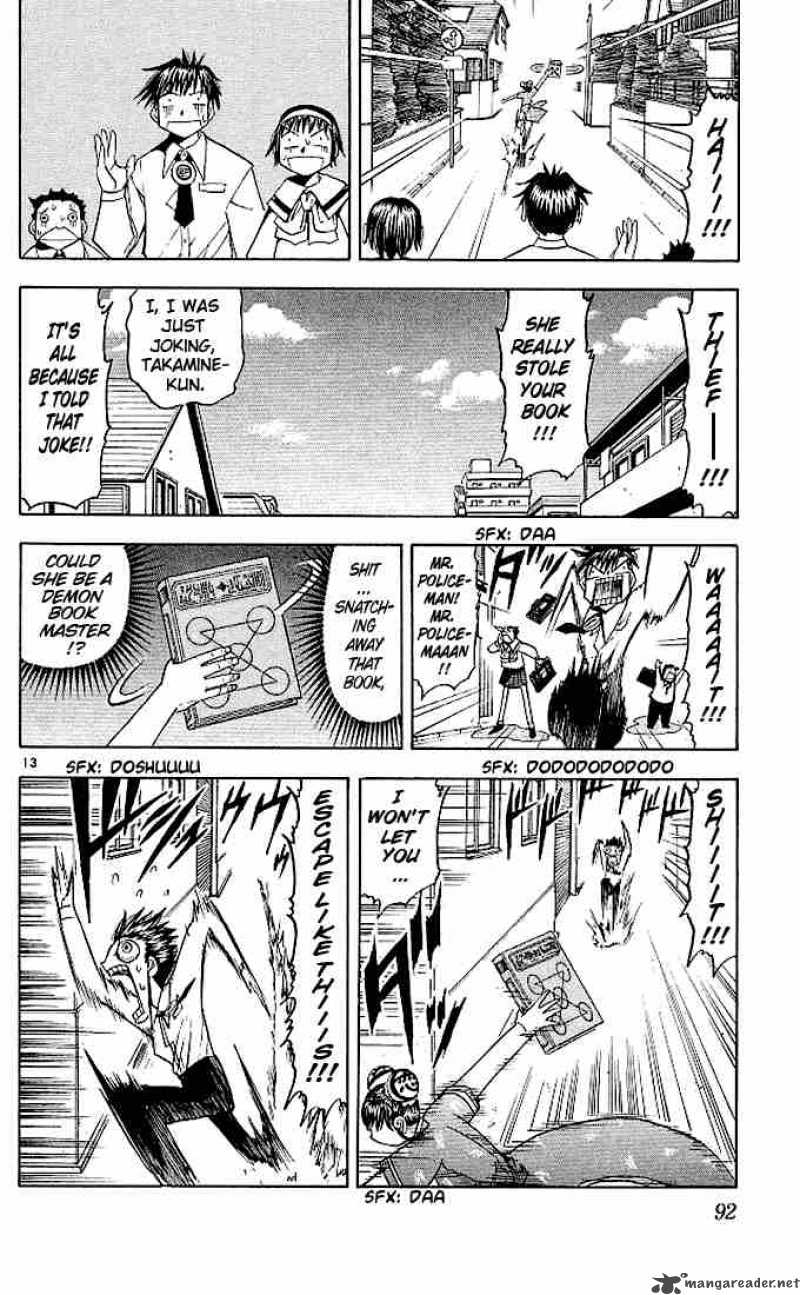 HAIII!!!
THIEF—!!!
SHE
REALLY
STOLE
YOUR
BOOK
!!!
I, I WAS
JUST
JOKING,
TAKAMINE-
KUN.
IT'S
ALL
BECAUSE
I TOLD
THAT
JOKE!!
SFX: DAA
WAAAAAIT!!!
MR.
POLICE-
MAN!
MR.
POLICE-
MAAAN
!!
SHIT
...
SNATCH-
ING
AWAY
THAT
BOOK,
COULD
SHE BE A
DEMON
BOOK
MASTER
!?
13
SFX: DODODODODODO
SHIIIIT!!!
I
WON'T
LET YOU
...
SFX: DAA
SFX: DOSHUUUU
ESCAPE LIKE THIIIS!!!
92
mangareader.net